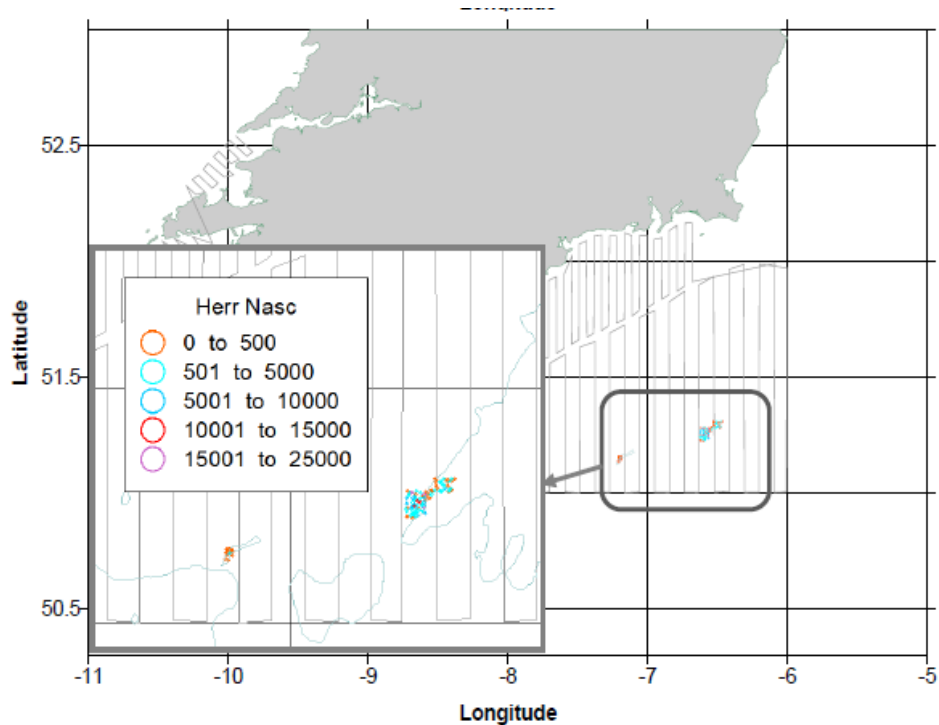 Longitude
52.5
Latitude
Herr Nasc
0 to 500
501 to 5000
5001 to 10000
10001 to 15000
15001 to 25000
51.5
50.5
-11 -10 -9 -8 -7 -6 -5
Longitude